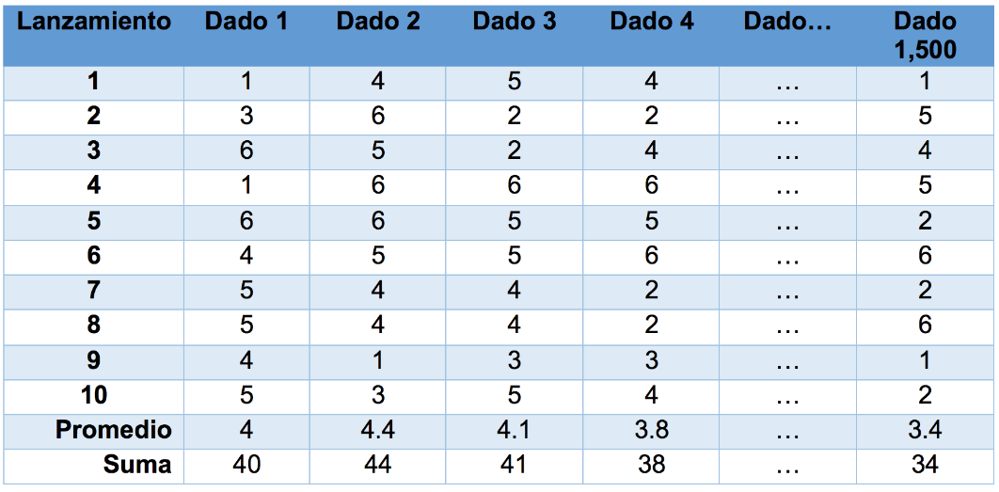 Lanzamiento Dado 1 Dado 2 Dado 3 Dado 4 Dado… Dado 1,500
1 1 4 5 4 … 1
2 3 6 2 2 … 5
3 6 5 2 4 … 4
4 1 6 6 6 … 5
5 6 6 5 5 … 2
6 4 5 5 6 … 6
7 5 4 4 2 … 2
8 5 4 4 2 … 6
9 4 1 3 3 … 1
10 5 3 5 4 … 2
Promedio 4 4.4 4.1 3.8 … 3.4
Suma 40 44 41 38 … 34